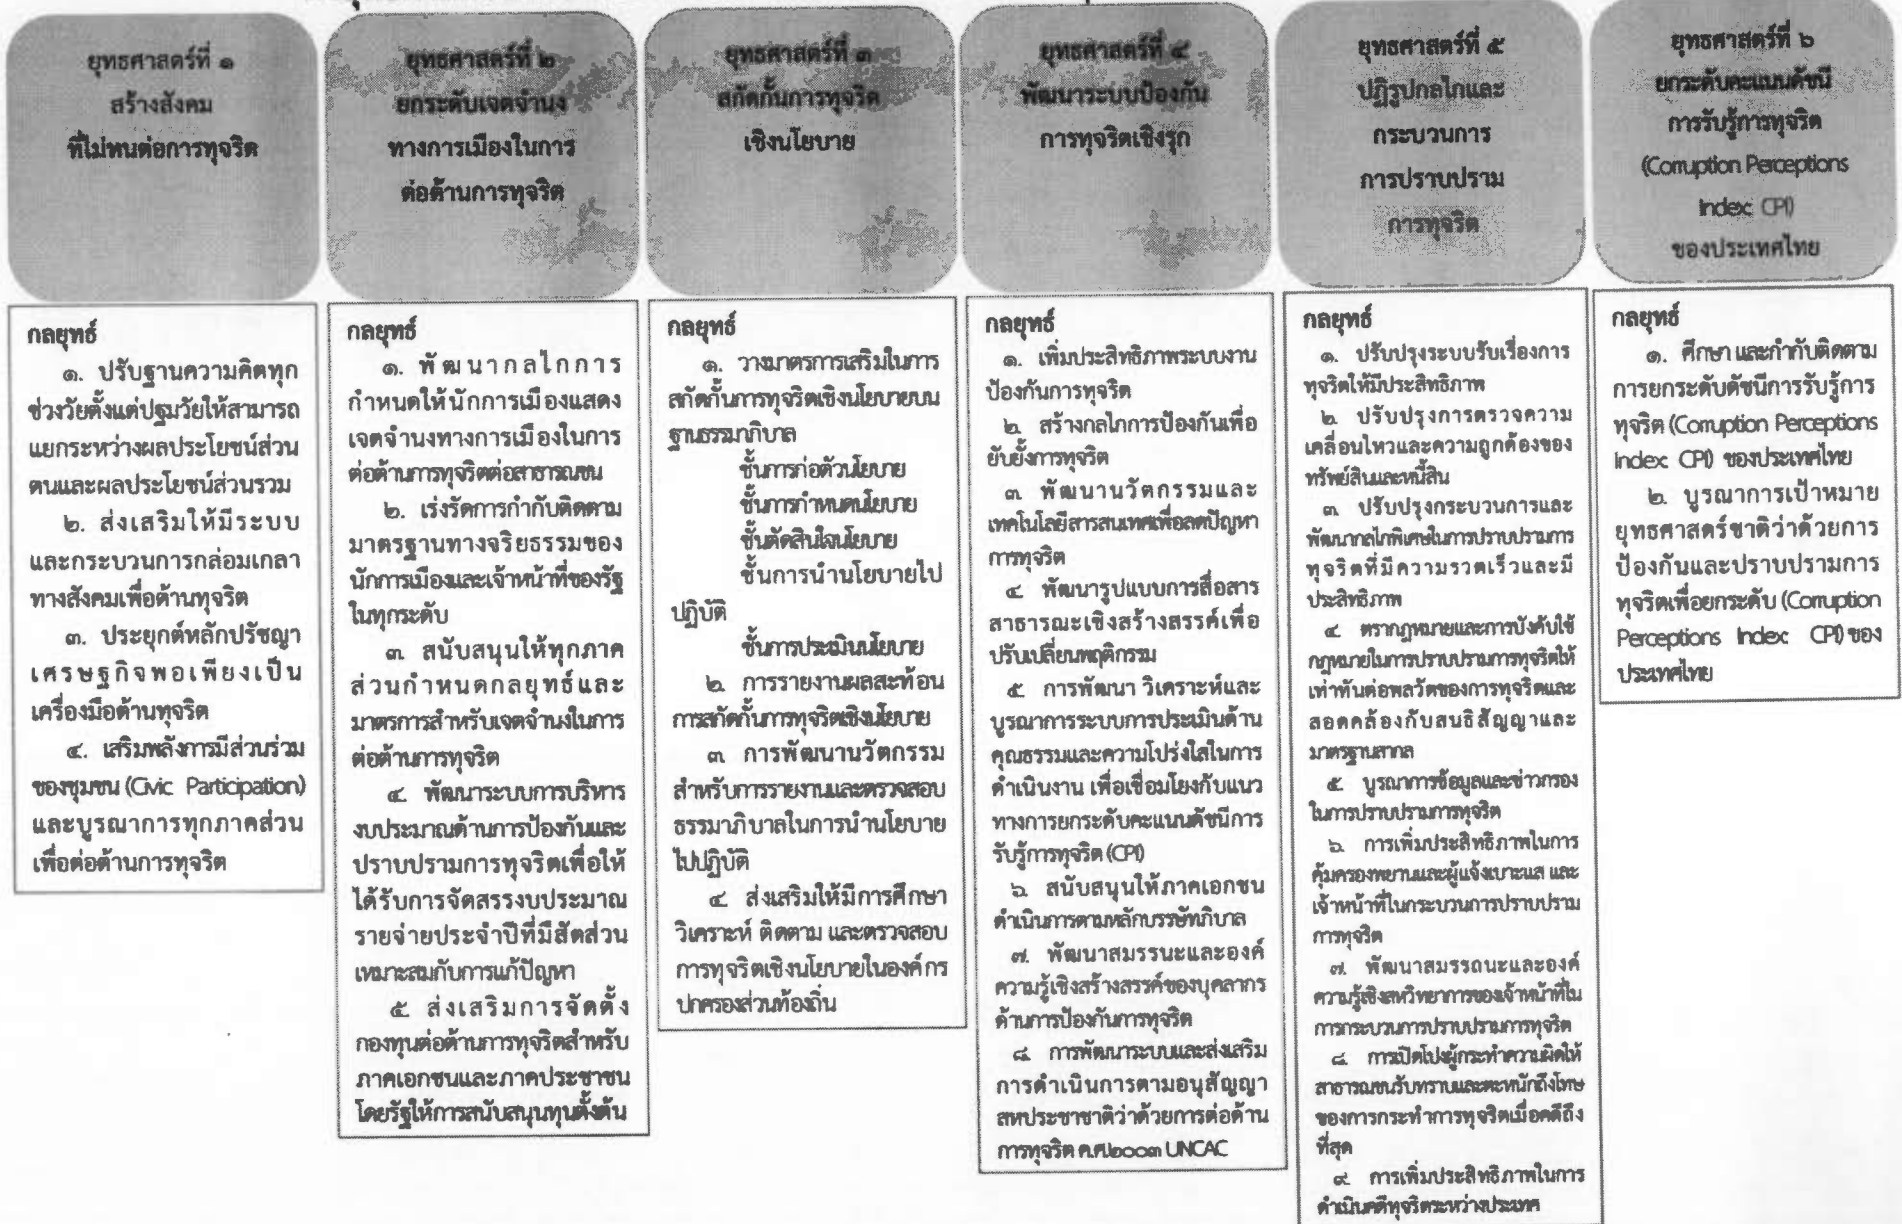 ยุทธศาสตร์ที่ ๑
สร้างสังคม
ที่ไม่ทนต่อการทุจริต
กลยุทธ์
๑. ปรับฐานความคิดทุก
ช่วงวัยตั้งแต่ปฐมวัยให้สามารถ
แยกระหว่างผลประโยชน์ส่วน
ตนและผลประโยชน์ส่วนรวม
๒. ส่งเสริมให้มีระบบ
และกระบวนการกล่อมเกลา
ทางสังคมเพื่อต้านทุจริต
๓. ประยุกต์หลักปรัชญา
เศรษฐกิจพอเพียงเป็น
เครื่องมือต้านทุจริต
๔. เสริมพลังการมีส่วนร่วม
ของชุมชน (Civic Participation)
และบูรณาการทุกภาคส่วน
เพื่อต่อต้านการทุจริต
ยุทธศาสตร์ที่ ๒
ยกระดับเจตจำนง
ทางการเมืองในการ
ต่อต้านการทุจริต
กลยุทธ์
๑. พัฒนากลไกการ
กำหนดให้นักการเมืองแสดง
เจตจำนงทางการเมืองในการ
ต่อต้านการทุจริตต่อสาธารณชน
๒. เร่งรัดการกำกับติดตาม
มาตรฐานทางจริยธรรมของ
นักการเมืองและเจ้าหน้าที่ของรัฐ
ในทุกระดับ
๓. สนับสนุนให้ทุกภาค
ส่วนกำหนดกลยุทธ์และ
มาตรการสำหรับเจตจำนงในการ
ต่อต้านการทุจริต
๔. พัฒนาระบบการบริหาร
งบประมาณด้านการป้องกันและ
ปราบปรามการทุจริตเพื่อให้
ได้รับการจัดสรรงบประมาณ
รายจ่ายประจำปีที่มีสัดส่วน
เหมาะสมกับการแก้ปัญหา
๕. ส่งเสริมการจัดตั้ง
กองทุนต่อต้านการทุจริตสำหรับ
ภาคเอกชนและภาคประชาชน
โดยรัฐให้การสนับสนุนทุนตั้งต้น
ยุทธศาสตร์ที่ ๓
สกัดกั้นการทุจริต
เชิงนโยบาย
กลยุทธ์
๑. วางมาตรการเสริมในการ
สกัดกั้นการทุจริตเชิงนโยบายบน
ฐานธรรมาภิบาล
ชั้นการก่อตัวนโยบาย
ชั้นการกำหนดนโยบาย
ชั้นตัดสินใจนโยบาย
ชั้นการนำนโยบายไป
ปฏิบัติ
ชั้นการประเมินนโยบาย
๒. การรายงานผลสะท้อน
การสกัดกั้นการทุจริตเชิงนโยบาย
๓. การพัฒนานวัตกรรม
สำหรับการรายงานและตรวจสอบ
ธรรมาภิบาลในการนำนโยบาย
ไปปฏิบัติ
๔. ส่งเสริมให้มีการศึกษา
วิเคราะห์ ติดตาม และตรวจสอบ
การทุจริตเชิงนโยบายในองค์กร
ปกครองส่วนท้องถิ่น
ยุทธศาสตร์ที่ ๔
พัฒนาระบบป้องกัน
การทุจริตเชิงรุก
กลยุทธ์
๑. เพิ่มประสิทธิภาพระบบงาน
ป้องกันการทุจริต
๒. สร้างกลไกการป้องกันเพื่อ
ยับยั้งการทุจริต
๓. พัฒนานวัตกรรมและ
เทคโนโลยีสารสนเทศเพื่อลดปัญหา
การทุจริต
๔. พัฒนารูปแบบการสื่อสาร
สาธารณะเชิงสร้างสรรค์เพื่อ
ปรับเปลี่ยนพฤติกรรม
๕. การพัฒนา วิเคราะห์และ
บูรณาการระบบการประเมินด้าน
คุณธรรมและความโปร่งใสในการ
ดำเนินงาน เพื่อเชื่อมโยงกับแนว
ทางการยกระดับคะแนนดัชนีการ
รับรู้การทุจริต (CPI)
๖. สนับสนุนให้ภาคเอกชน
ดำเนินการตามหลักบรรษัทภิบาล
๗. พัฒนาสมรรนะและองค์
ความรู้เชิงสร้างสรรค์ของบุคลากร
ด้านการป้องกันการทุจริต
๘. การพัฒนาระบบและส่งเสริม
การดำเนินการตามอนุสัญญา
สหประชาชาติว่าด้วยการต่อต้าน
การทุจริต ค.ศ.๒๐๐๓ UNCAC
ยุทธศาสตร์ที่ ๕
ปฏิรูปกลไกและ
กระบวนการ
การปราบปราม
การทุจริต
กลยุทธ์
๑. ปรับปรุงระบบรับเรื่องการ
ทุจริตให้มีประสิทธิภาพ
๒. ปรับปรุงการตรวจความ
เคลื่อนไหวและความถูกต้องของ
ทรัพย์สินและหนี้สิน
๓. ปรับปรุงกระบวนการและ
พัฒนากลไกพิเศษในการปราบปรามการ
ทุจริตที่มีความรวดเร็วและมี
ประสิทธิภาพ
๔. ตรากฎหมายและการบังคับใช้
กฎหมายในการปราบปรามการทุจริตให้
เท่าทันต่อพลวัตของการทุจริตและ
สอดคล้องกับสนธิสัญญาและ
มาตรฐานสากล
๕. บูรณาการข้อมูลและข่าวกรอง
ในการปราบปรามการทุจริต
๖. การเพิ่มประสิทธิภาพในการ
คุ้มครองพยานและผู้แจ้งเบาะแส และ
เจ้าหน้าที่ในกระบวนการปราบปราม
การทุจริต
๗. พัฒนาสมรรถนะและองค์
ความรู้เชิงสหวิทยาการของเจ้าหน้าที่ใน
การกระบวนการปราบปรามการทุจริต
๘. การเปิดโปงผู้กระทำความผิดให้
สาธารณชนรับทราบและตระหนักถึงโทษ
ของการกระทำการทุจริตเมื่อคดีถึง
ที่สุด
๙. การเพิ่มประสิทธิภาพในการ
ดำเนินคดีทุจริตระหว่างประเทศ
ยุทธศาสตร์ที่ ๖
ยกระดับคะแนนดัชนี
การรับรู้การทุจริต
(Corruption Perceptions
Index: CPI)
ของประเทศไทย
กลยุทธ์
๑. ศึกษา และกำกับติดตาม
การยกระดับดัชนีการรับรู้การ
ทุจริต (Corruption Perceptions
Index: CPI) ของประเทศไทย
๒. บูรณาการเป้าหมาย
ยุทธศาสตร์ชาติว่าด้วยการ
ป้องกันและปราบปรามการ
ทุจริตเพื่อยกระดับ (Corruption
Perceptions Index: CPI) ของ
ประเทศไทย